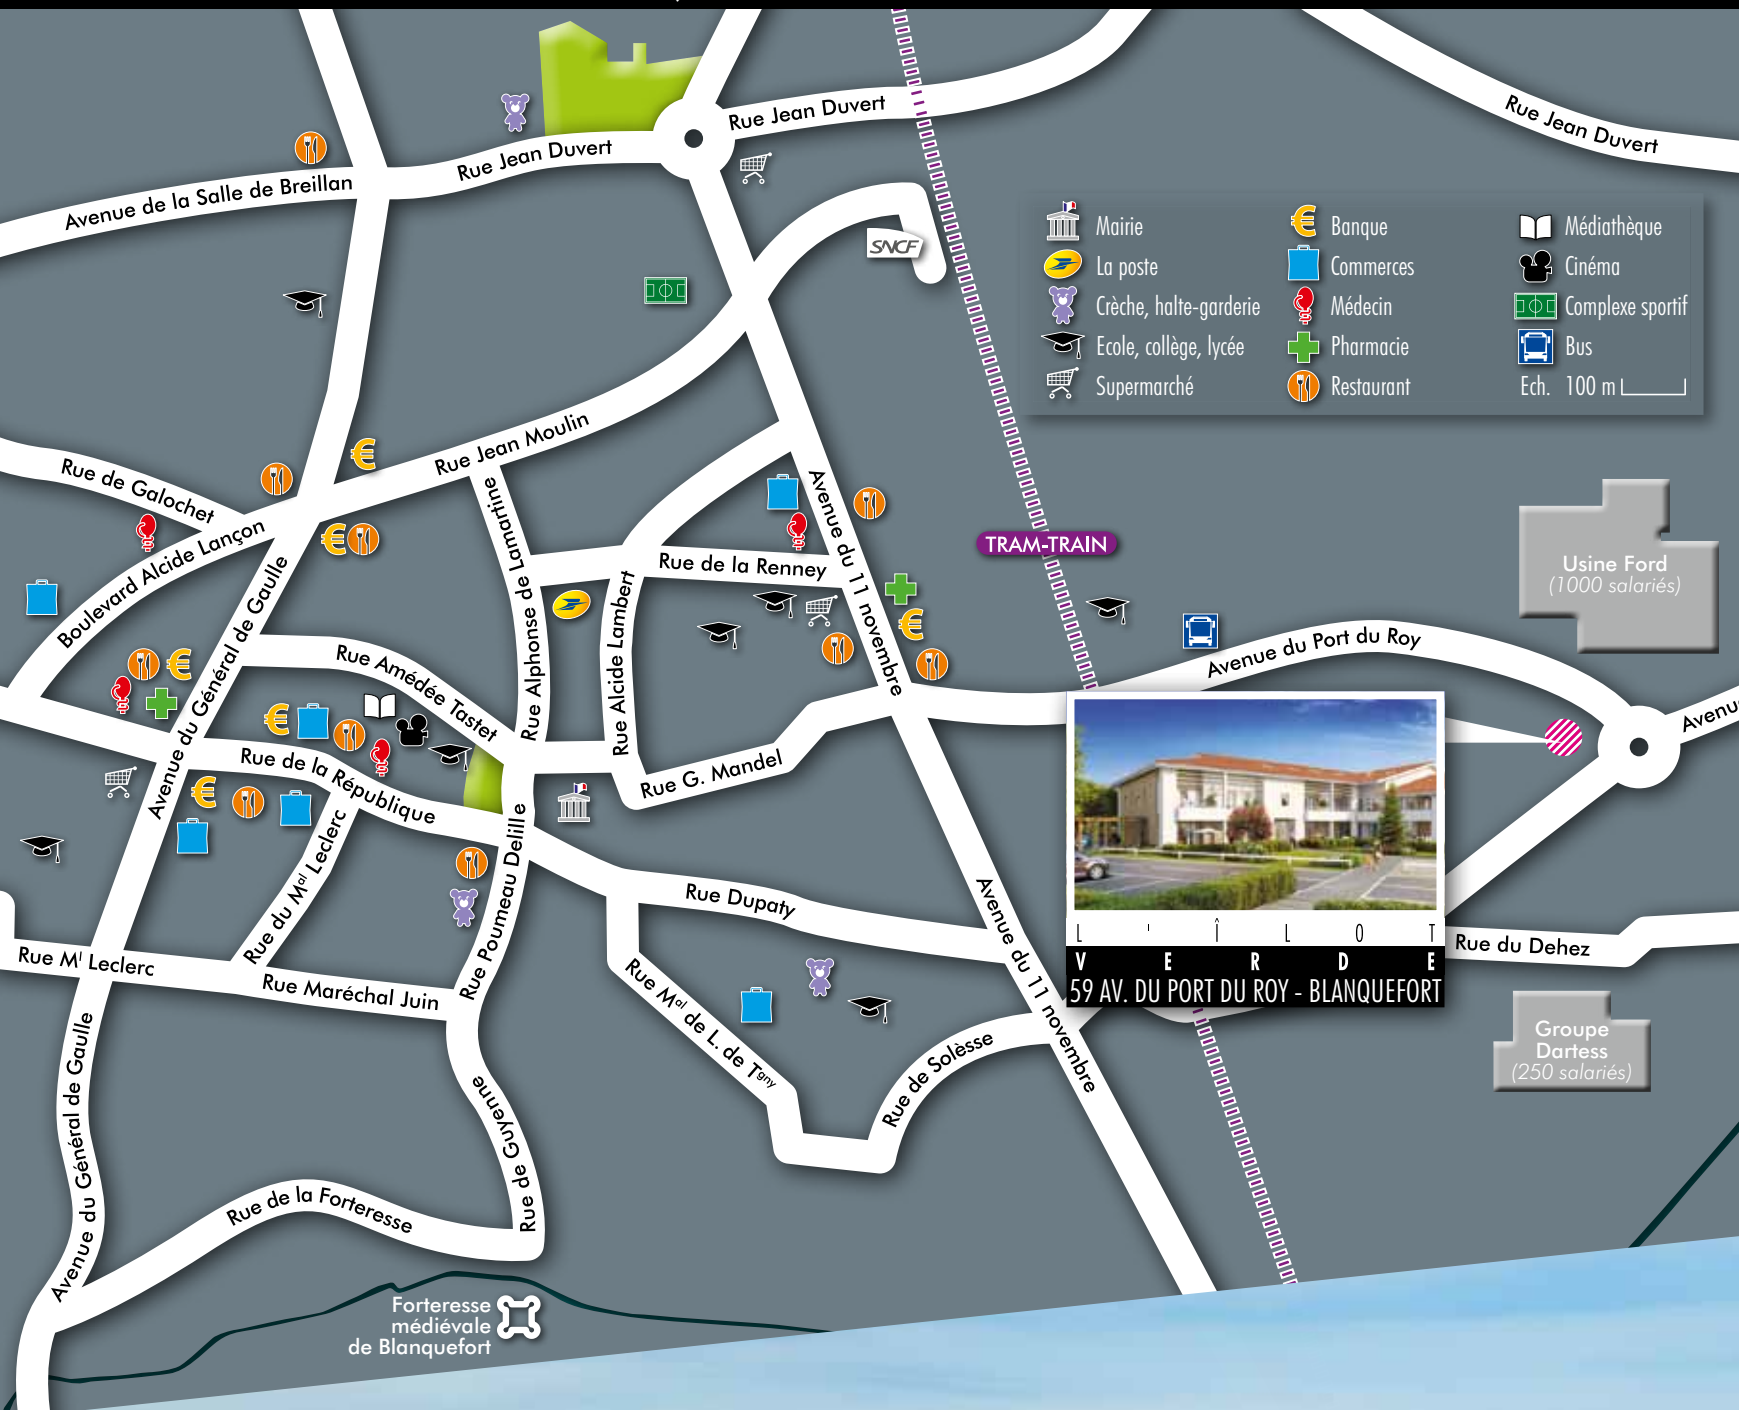 Rue Jean Duvert
Rue Jean Duvert
Rue Jean Duvert
Avenue de la Salle de Breillan
SNCF
Mairie
La poste
Crèche, halte-garderie
Ecole, collège, lycée
Supermarché
Banque
Commerces
Médecin
Pharmacie
Restaurant
Médiathèque
Cinéma
Complexe sportif
Bus
Ech. 100 m
Rue Jean Moulin
Rue de Galochet
Boulevard Alcide Lançon
Avenue du Général de Gaulle
Rue Alphonse de Lamartine
Avenue du 11 novembre
Rue de la Renney
Rue Alcide Lambert
TRAM-TRAIN
Usine Ford
(1000 salariés)
Avenue du Port du Roy
Avenu
Rue Amédée Tastet
Rue de la République
Rue G. Mandel
Rue du Mal Leclerc
Rue Poumeau Delille
Rue Dupaty
Avenue du 11 novembre
L'ÎLOT
VERDE
59 AV. DU PORT DU ROY - BLANQUEFORT
Rue du Dehez
Groupe
Dartess
(250 salariés)
Rue Ml Leclerc
Rue Maréchal Juin
Rue Mal de L. de Tgny
Rue de Solèsse
Avenue du Général de Gaulle
Rue de Guyenne
Rue de la Forteresse
Forteresse
médiévale
de Blanquefort